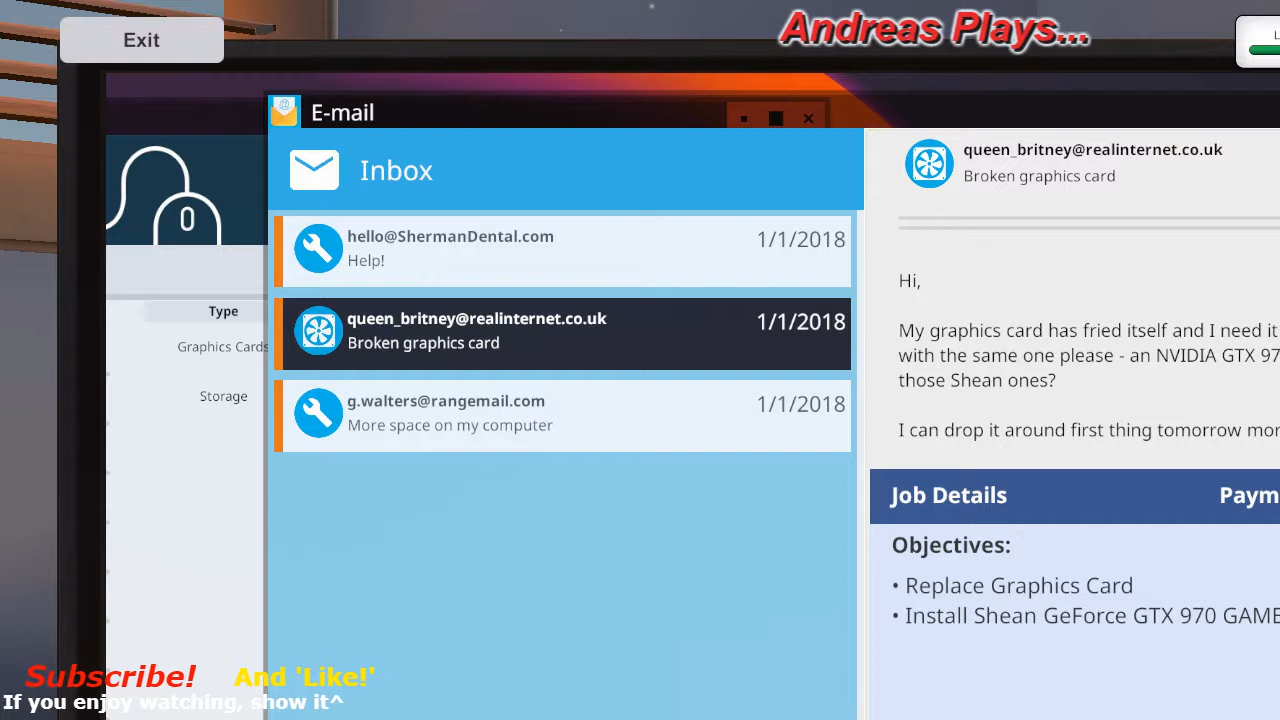 Exit
Andreas Plays...
E-mail
Inbox
hello@ShermanDental.com
1/1/2018
Help!
queen_britney@realinternet.co.uk
1/1/2018
Broken graphics card
g.walters@rangemail.com
1/1/2018
More space on my computer
Type
Graphics Cards
Storage
queen_britney@realinternet.co.uk
Broken graphics card
Hi,
My graphics card has fried itself and I need it
with the same one please - an NVIDIA GTX 97
those Shean ones?
I can drop it around first thing tomorrow mor
Job Details
Paym
Objectives:
• Replace Graphics Card
• Install Shean GeForce GTX 970 GAME
Subscribe! And 'Like!'
If you enjoy watching, show it^